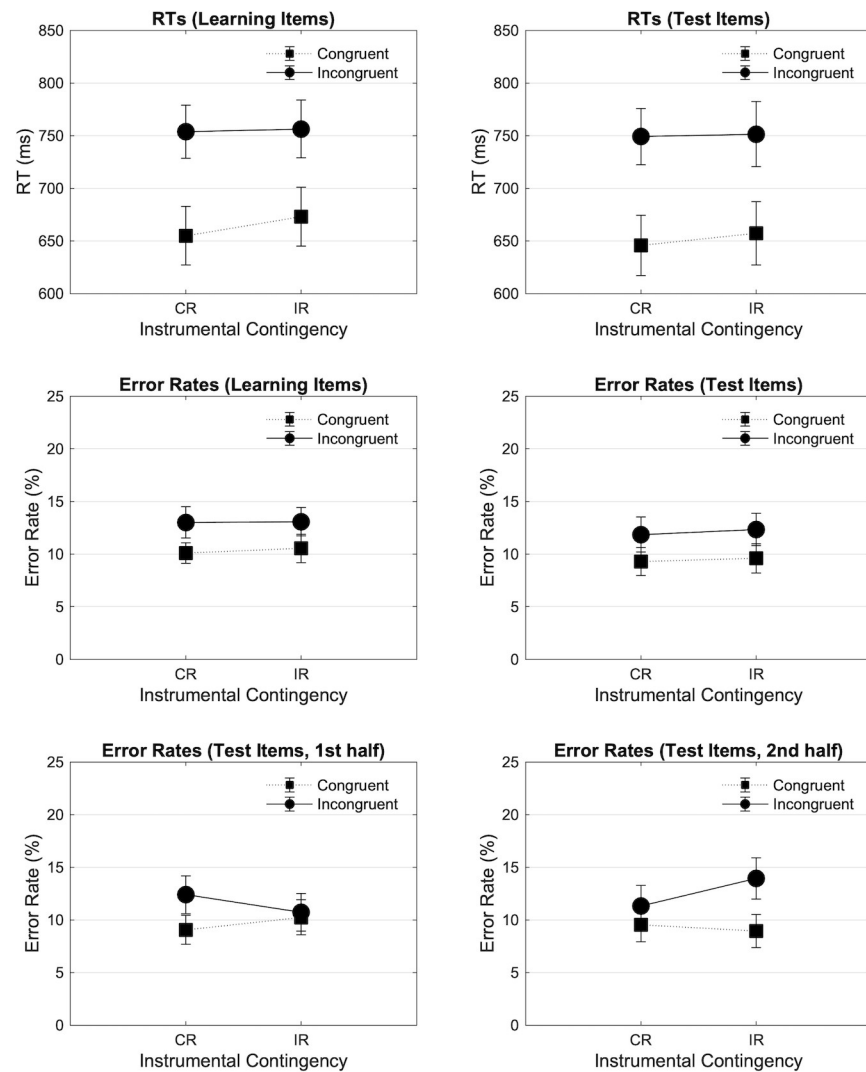 RTs (Learning Items)
850
800
750
700
650
600
RT (ms)
Congruent
Incongruent
CR
IR
Instrumental Contingency
RTs (Test Items)
850
800
750
700
650
600
RT (ms)
Congruent
Incongruent
CR
IR
Instrumental Contingency
Error Rates (Learning Items)
25
20
15
10
5
0
Error Rate (%)
Congruent
Incongruent
CR
IR
Instrumental Contingency
Error Rates (Test Items)
25
20
15
10
5
0
Error Rate (%)
Congruent
Incongruent
CR
IR
Instrumental Contingency
Error Rates (Test Items, 1st half)
25
20
15
10
5
0
Error Rate (%)
Congruent
Incongruent
CR
IR
Instrumental Contingency
Error Rates (Test Items, 2nd half)
25
20
15
10
5
0
Error Rate (%)
Congruent
Incongruent
CR
IR
Instrumental Contingency